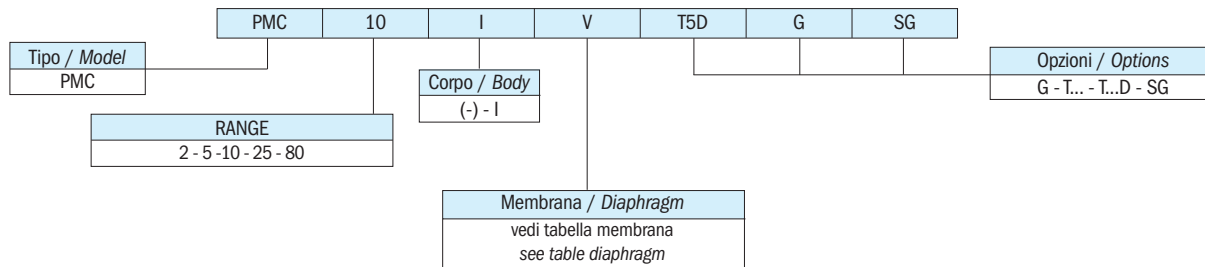 PMC 10 I V T5D G SG
Tipo / Model
PMC
Opzioni / Options
G - T... - T...D - SG
Corpo / Body
(-) - I
RANGE
2 - 5 -10 - 25 - 80
Membrana / Diaphragm
vedi tabella membrana
see table diaphragm